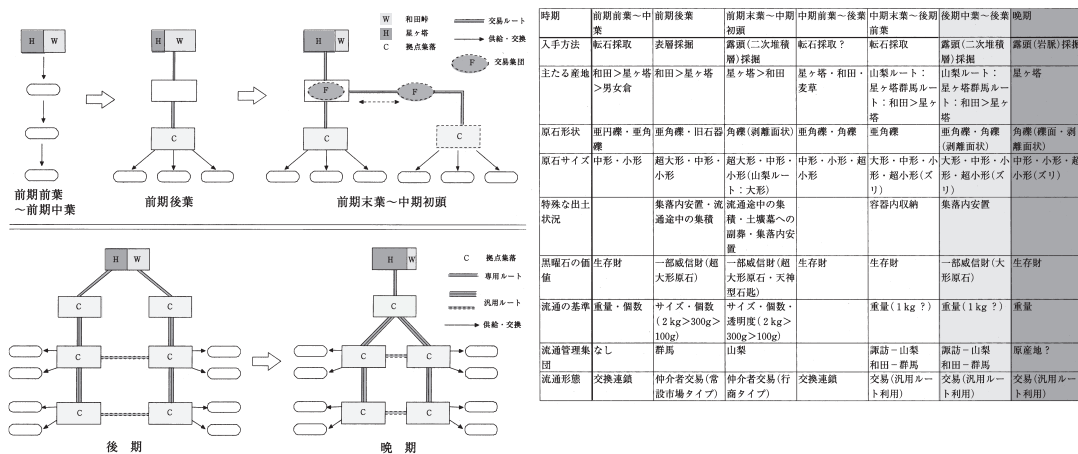 H W
H W
H W
F
F
C
C
C
W 和田峠
H 星ヶ塔
C 拠点集落
交易ルート
供給・交換
F 交易集団
前期前葉
～前期中葉
前期後葉
前期末葉～中期初頭
H W
C
C
C
C
C
C
H W
C
C
C
C
C
C 拠点集落
専用ルート
汎用ルート
供給・交換
後 期
晩 期
時期 前期前葉～中葉 前期後葉 前期末葉～中期初頭 中期前葉～後葉 中期末葉～後期前葉 後期中葉～後葉 晩期
入手方法 転石採取 表層採掘 露頭(二次堆積層)採掘 転石採取？ 転石採取 露頭(二次堆積層)採掘 露頭(岩脈)採掘
主たる産地 和田＞星ヶ塔＞男女倉 和田＞星ヶ塔 星ヶ塔＞和田 星ヶ塔・和田・麦草 山梨ルート：星ヶ塔群馬ルート：和田＞星ヶ塔 山梨ルート：星ヶ塔群馬ルート：和田＞星ヶ塔 星ヶ塔
原石形状 亜円礫・亜角礫 亜角礫・旧石器 角礫(剥離面状) 亜角礫・角礫 亜角礫 亜角礫・角礫(剥離面状) 角礫(礫面・剥離面状)
原石サイズ 中形・小形 超大形・中形・小形 超大形・中形・小形(山梨ルート：大形) 中形・小形・超小形 大形・中形・小形・超小形(ズリ) 大形・中形・小形・超小形(ズリ) 中形・小形・超小形(ズリ)
特殊な出土状況 集落内安置・流通途中の集積 流通途中の集積・土壙墓への副葬・集落内安置 容器内収納 集落内安置
黒曜石の価値 生存財 一部威信財(超大形原石) 一部威信財(超大形原石・天神型石匙) 生存財 生存財 一部威信財(大形原石) 生存財
流通の基準 重量・個数 サイズ・個数(2kg＞300g＞100g) サイズ・個数・透明度(2kg＞300g＞100g) 重量(1kg？) 重量(1kg？) 重量
流通管理集団 なし 群馬 山梨 諏訪－山梨 和田－群馬 諏訪－山梨 和田－群馬 原産地？
流通形態 交換連鎖 仲介者交易(常設市場タイプ) 仲介者交易(行商タイプ) 交換連鎖 交易(汎用ルート利用) 交易(汎用ルート利用) 交易(汎用ルート利用)